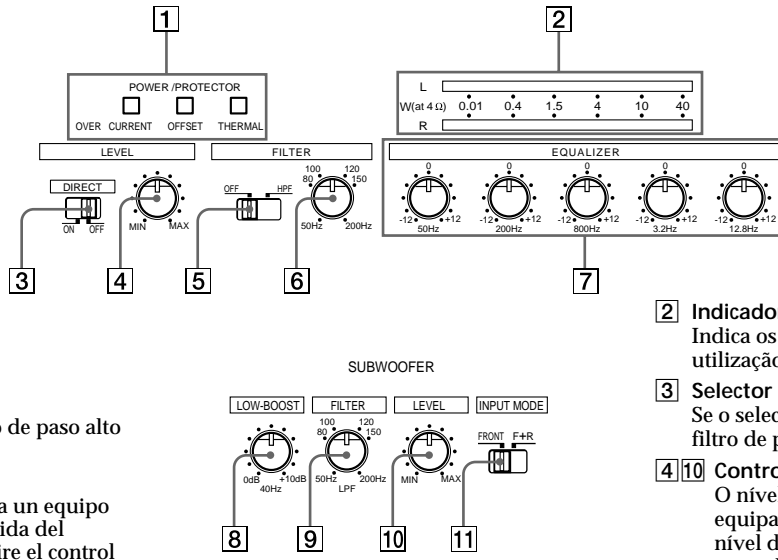 1
2
POWER /PROTECTOR
OVER CURRENT OFFSET THERMAL
L
W(at 4 Ω) 0.01 0.4 1.5 4 10 40
R
LEVEL
FILTER
EQUALIZER
DIRECT
ON OFF
MIN MAX
OFF HPF
100 120
80 150
50Hz 200Hz
0 0 0 0 0
-12 +12 -12 +12 -12 +12 -12 +12 -12 +12
50Hz 200Hz 800Hz 3.2Hz 12.8Hz
3 4 5 6 7
SUBWOOFER
LOW-BOOST FILTER LEVEL INPUT MODE
100 120
80 150
FRONT F+R
0dB +10dB 50Hz 200Hz MIN MAX
40Hz LPF
8 9 10 11
de paso alto
a un equipo
ida del
ire el control
2 Indicado
Indica os
utilização
3 Selector
Se o selec
filtro de p
4 10 Contro
O níve
equipa
nível d